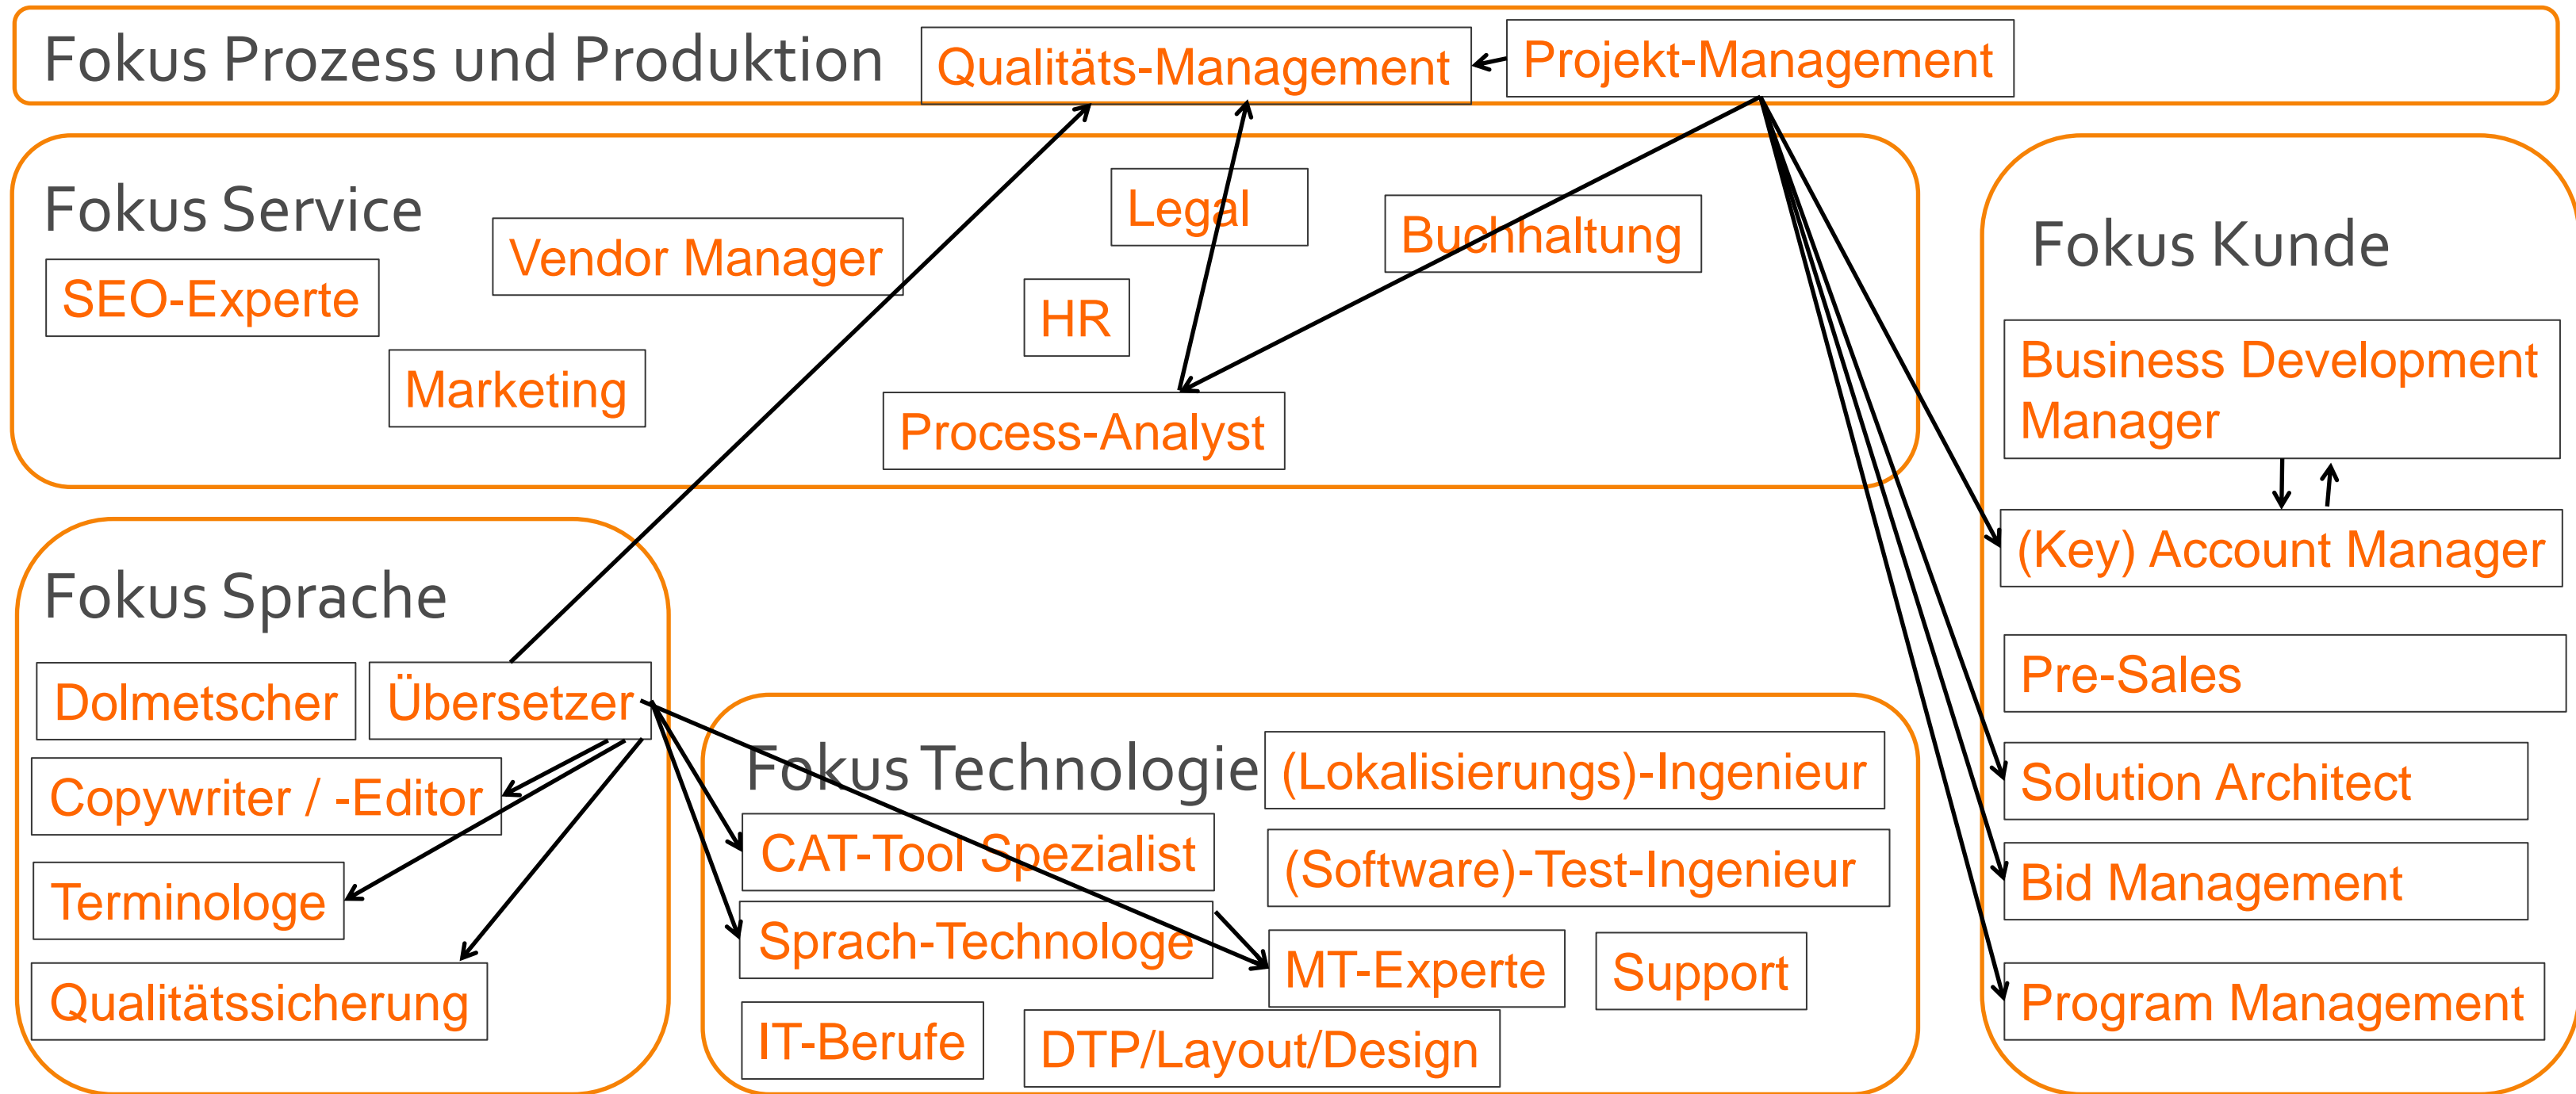 Fokus Prozess und Produktion
Qualitäts-Management
Projekt-Management
Fokus Service
SEO-Experte
Vendor Manager
Marketing
Legal
HR
Buchhaltung
Process-Analyst
Fokus Kunde
Business Development
Manager
(Key) Account Manager
Pre-Sales
Solution Architect
Bid Management
Program Management
Fokus Sprache
Dolmetscher
Übersetzer
Copywriter / -Editor
Terminologe
Qualitätssicherung
Fokus Technologie
(Lokalisierungs)-Ingenieur
CAT-Tool Spezialist
(Software)-Test-Ingenieur
Sprach-Technologe
MT-Experte
Support
IT-Berufe
DTP/Layout/Design